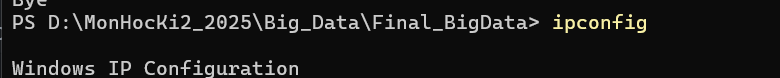 Bye
PS D:\MonHocKi2_2025\Big_Data\Final_BigData> ipconfig
Windows IP Configuration